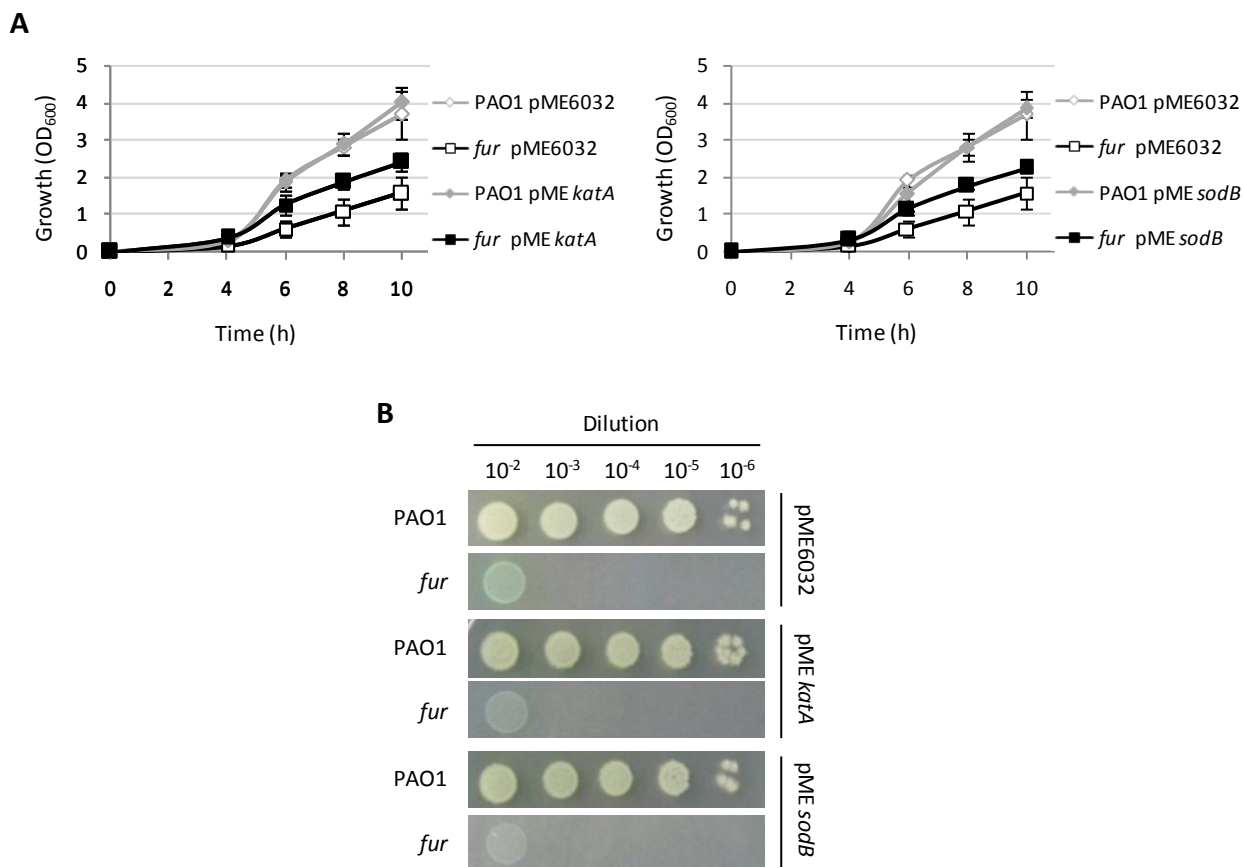 A
5
4
3
2
1
0
Growth (OD600)
0 2 4 6 8 10
Time (h)
PAO1 pME6032
fur pME6032
PAO1 pME katA
fur pME katA
5
4
3
2
1
0
Growth (OD600)
0 2 4 6 8 10
Time (h)
PAO1 pME6032
fur pME6032
PAO1 pME sodB
fur pME sodB
B
Dilution
10-2 10-3 10-4 10-5 10-6
PAO1
fur
pME6032
PAO1
fur
pME katA
PAO1
fur
pME sodB